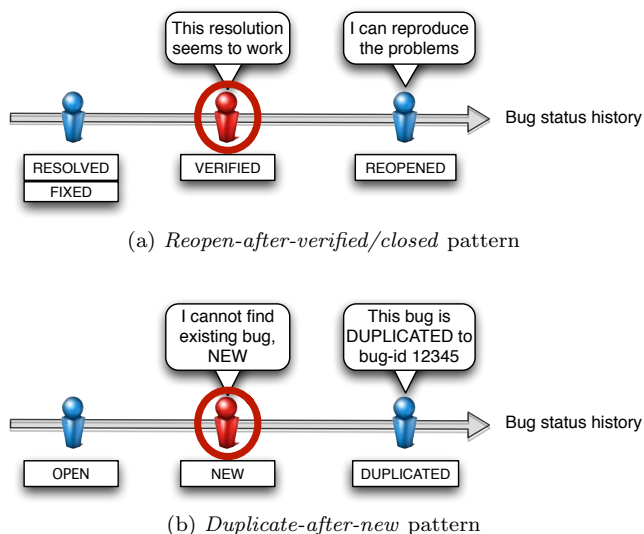 This resolution
seems to work
I can reproduce
the problems
Bug status history
RESOLVED
VERIFIED
REOPENED
FIXED
(a) Reopen-after-verified/closed pattern
I cannot find
existing bug,
NEW
This bug is
DUPLICATED to
bug-id 12345
Bug status history
OPEN
NEW
DUPLICATED
(b) Duplicate-after-new pattern